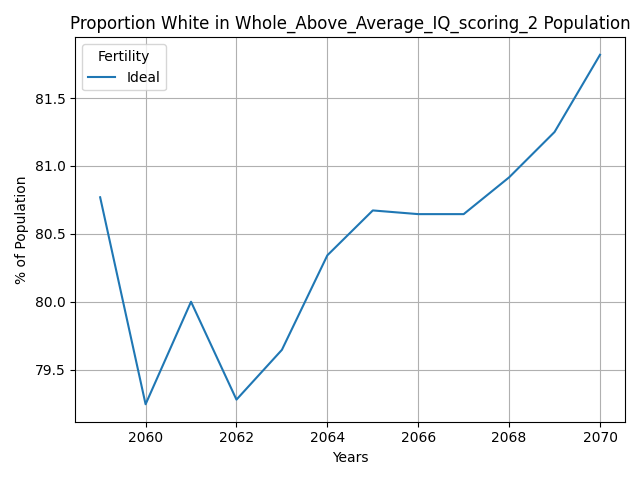 Proportion White in Whole_Above_Average_IQ_scoring_2 Population
Fertility
Ideal
% of Population
81.5
81.0
80.5
80.0
79.5
2060 2062 2064 2066 2068 2070
Years